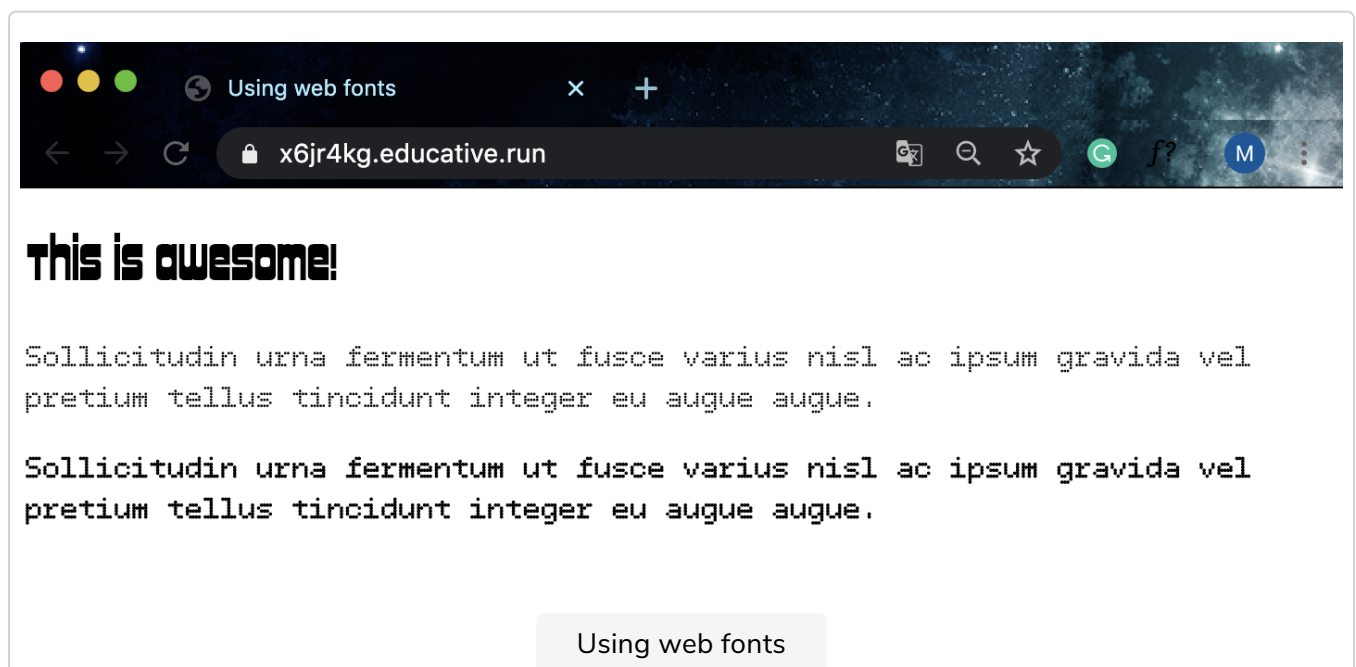 Using web fonts
x6jr4kg.educative.run
G
f?
M
This is awesome!
Sollicitudin urna fermentum ut fusce varius nisl ac ipsum gravida vel
pretium tellus tincidunt integer eu augue augue.
Sollicitudin urna fermentum ut fusce varius nisl ac ipsum gravida vel
pretium tellus tincidunt integer eu augue augue.
Using web fonts